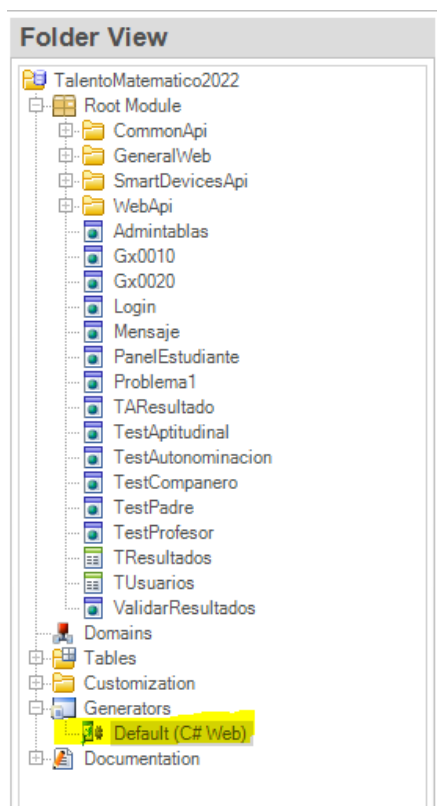 Folder View
TalentoMatematico2022
Root Module
CommonApi
GeneralWeb
SmartDevicesApi
WebApi
Admintablas
Gx0010
Gx0020
Login
Mensaje
PanelEstudiante
Problema1
TAResultado
TestAptitudinal
TestAutonominacion
TestCompanero
TestPadre
TestProfesor
TResultados
TUsuarios
ValidarResultados
Domains
Tables
Customization
Generators
Default (C# Web)
Documentation